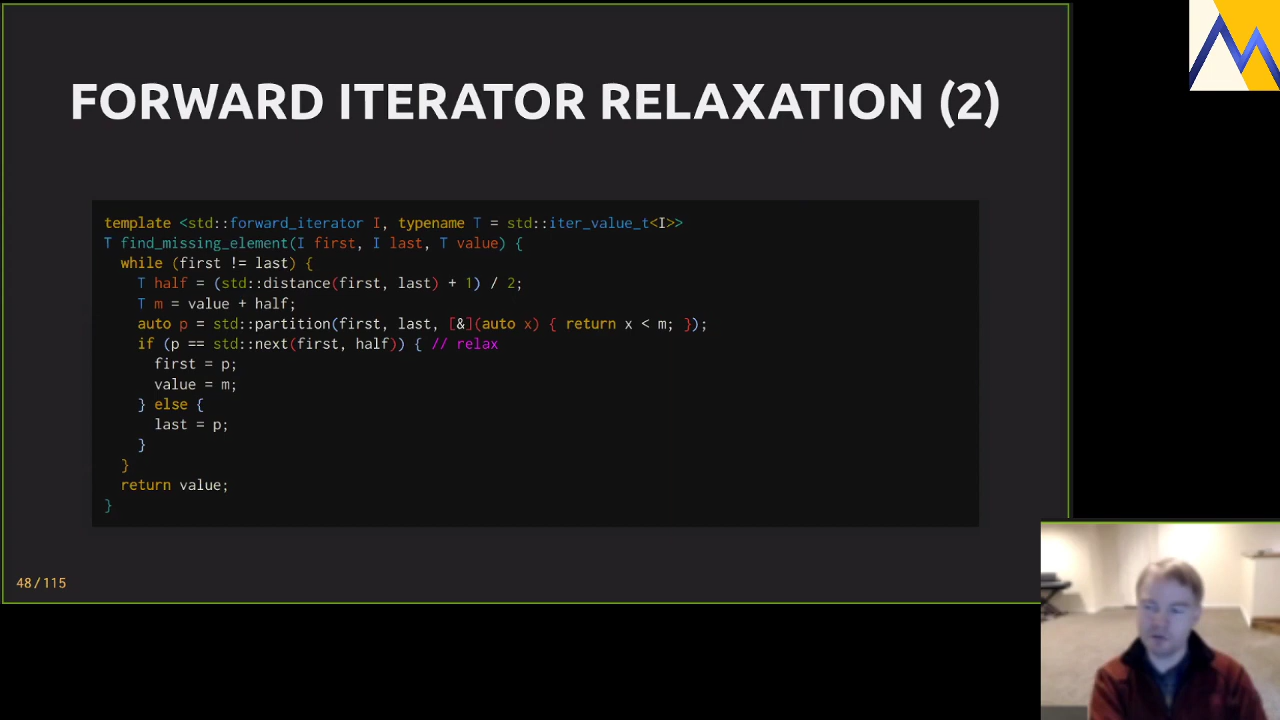 FORWARD ITERATOR RELAXATION (2)
template <std::forward_iterator I, typename T = std::iter_value_t<I>>
T find_missing_element(I first, I last, T value) {
  while (first != last) {
    T half = (std::distance(first, last) + 1) / 2;
    T m = value + half;
    auto p = std::partition(first, last, [&](auto x) { return x < m; });
    if (p == std::next(first, half)) { // relax
      first = p;
      value = m;
    } else {
      last = p;
    }
  }
  return value;
}
48/115